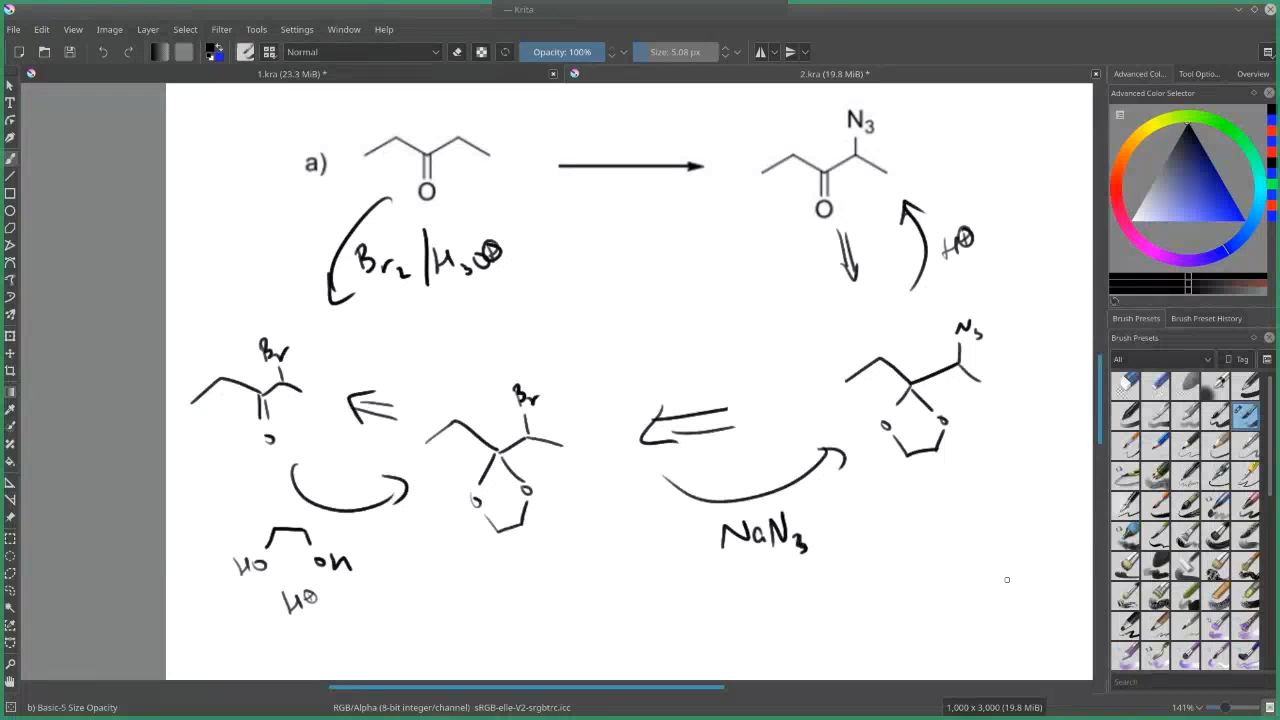 — Krita
File Edit View Image Layer Select Filter Tools Settings Window Help
Normal Opacity: 100% Size: 5.08 px
1.kra (23.3 MiB) * 2.kra (19.8 MiB) *
Advanced Col... Tool Optio... Overview
Advanced Color Selector
N3
a)
O
O
Br2 / H3O⊕
H⊕
Brush Presets Brush Preset History
Brush Presets
All Tag
N3
Br
Br
O
O O
O O
NaN3
HO OH
H⊕
Search
b) Basic-5 Size Opacity RGB/Alpha (8-bit integer/channel) sRGB-elle-V2-srgbtrc.icc 1,000 x 3,000 (19.8 MiB) 141%